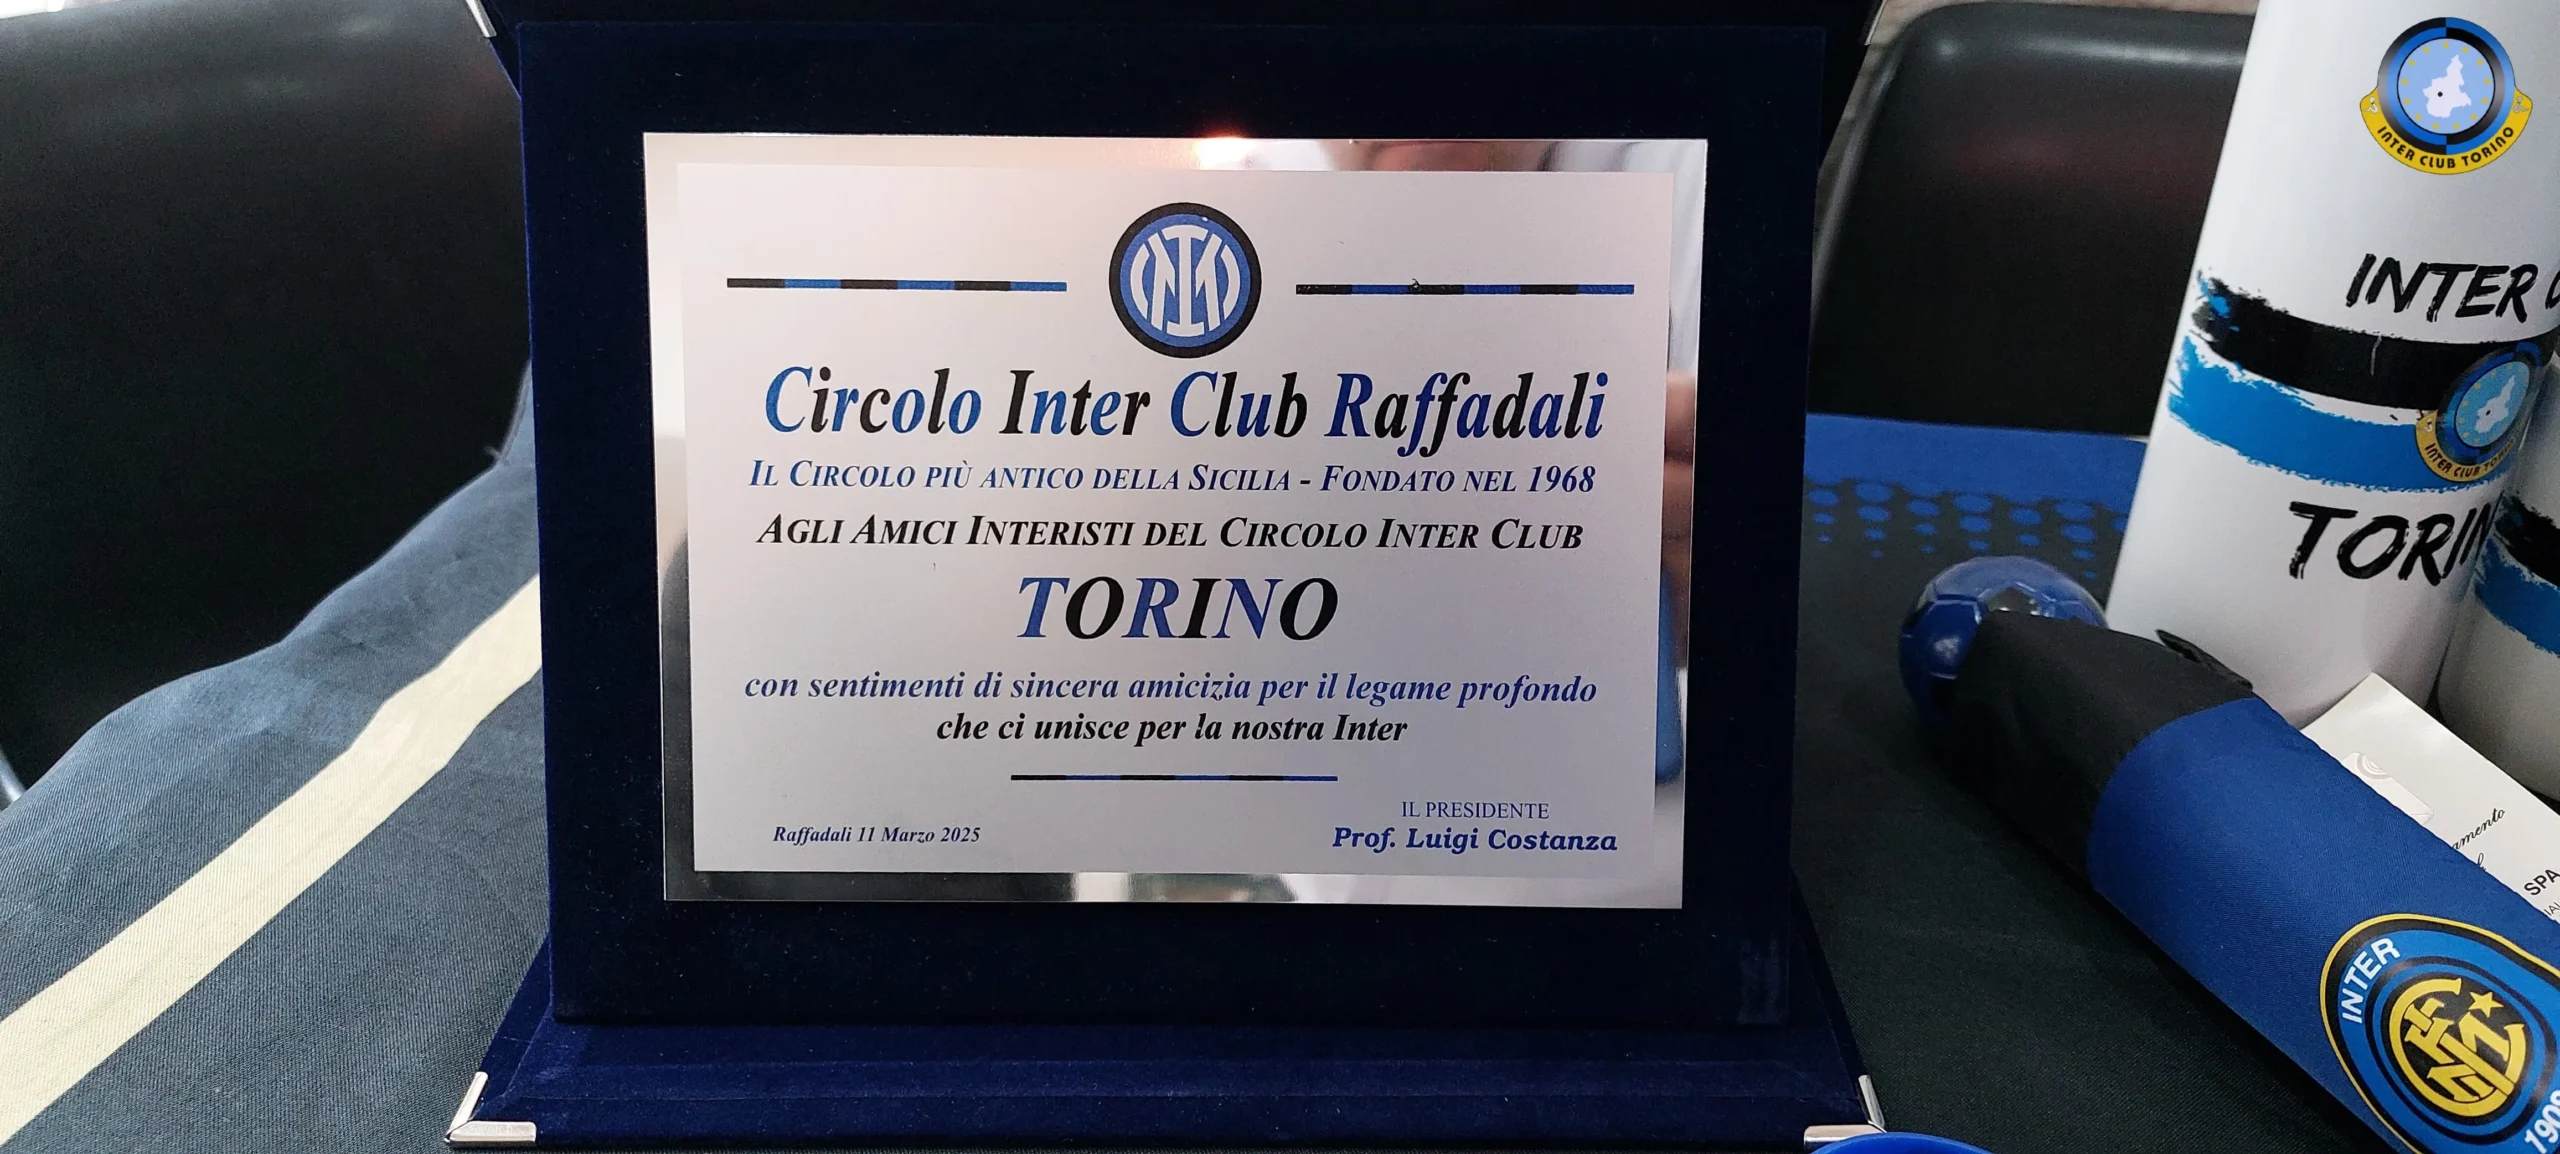 Circolo Inter Club Raffadali
IL CIRCOLO PIÙ ANTICO DELLA SICILIA - FONDATO NEL 1968
AGLI AMICI INTERISTI DEL CIRCOLO INTER CLUB
TORINO
con sentimenti di sincera amicizia per il legame profondo
che ci unisce per la nostra Inter
Raffadali 11 Marzo 2025
IL PRESIDENTE
Prof. Luigi Costanza
INTER CLUB TORINO
INTER
INTER CLUB
TORIN
SPA
INTER